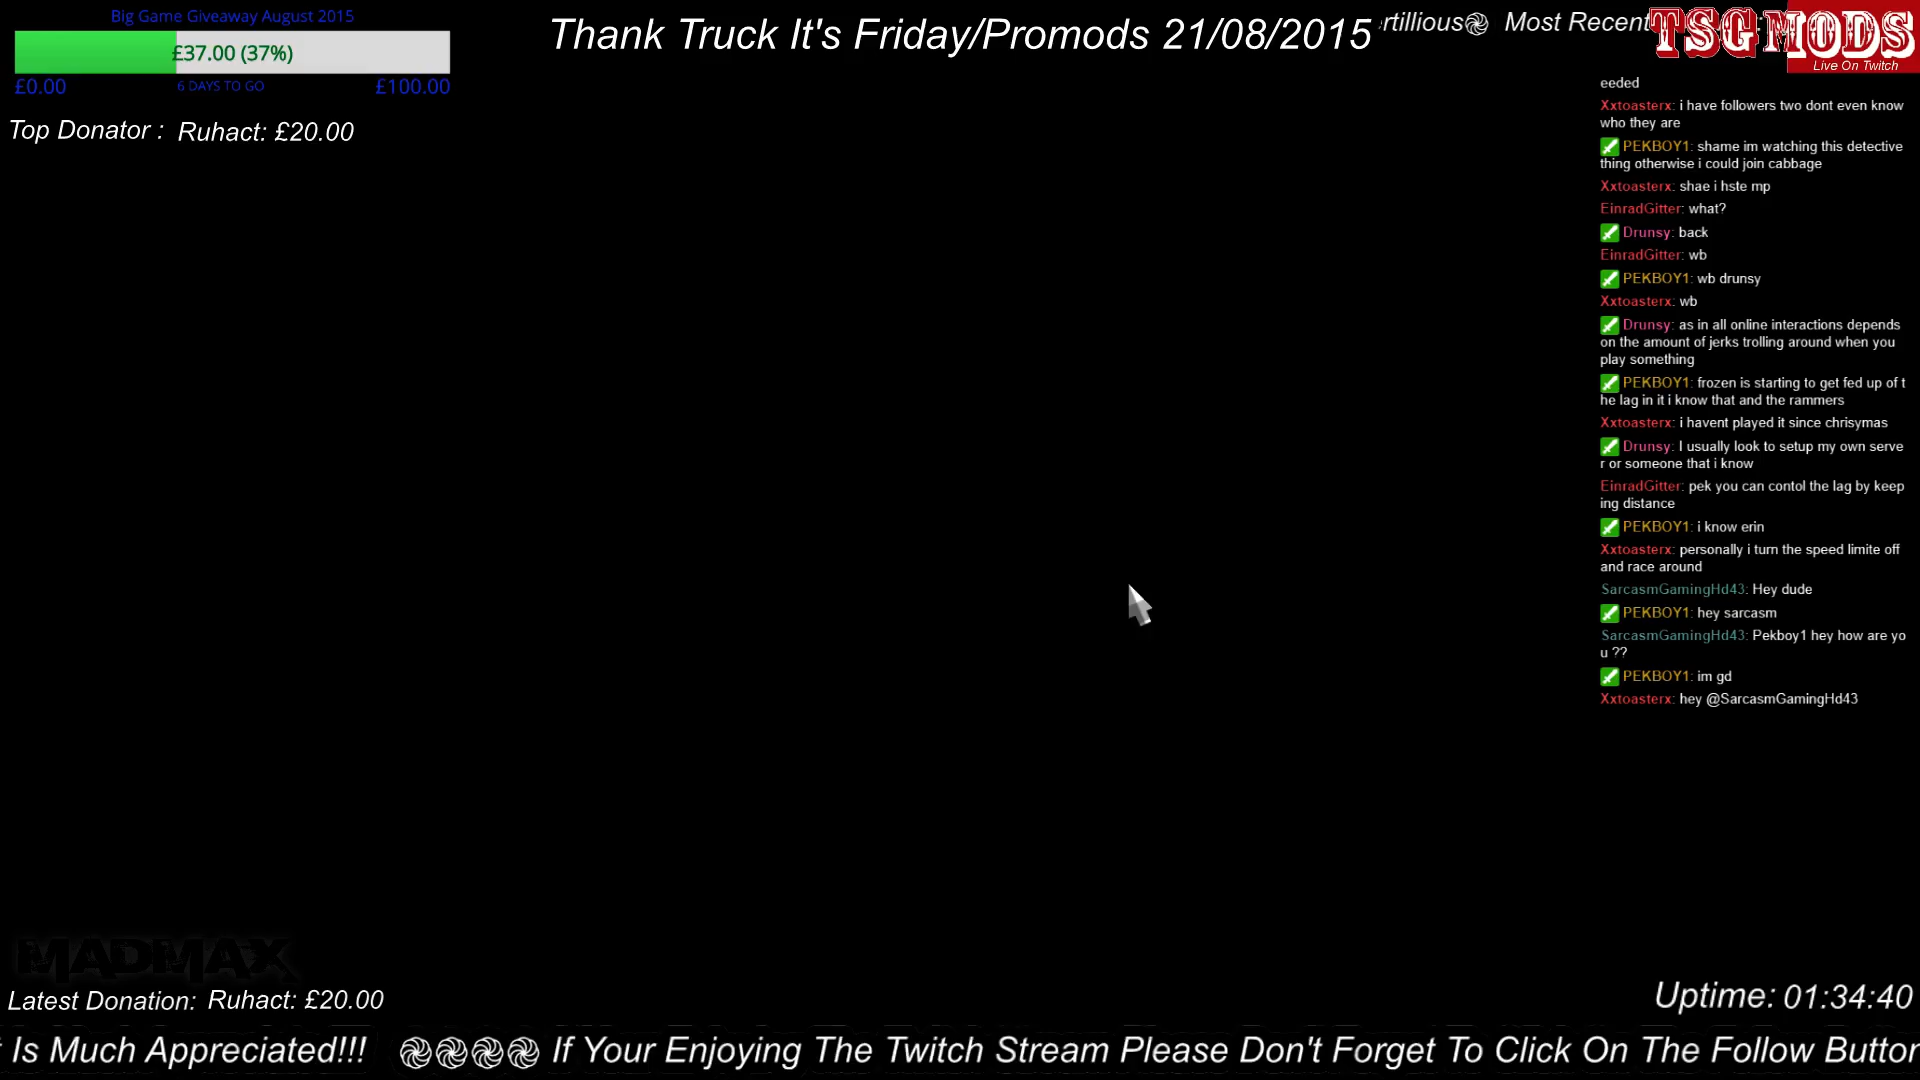 Big Game Giveaway August 2015
£37.00 (37%)
£0.00 6 DAYS TO GO £100.00
Top Donator : Ruhact: £20.00
Thank Truck It's Friday/Promods 21/08/2015
rtillious Most Recent
TSGMODS
Live On Twitch
eeded
Xxtoasterx: i have followers two dont even know
who they are
PEKBOY1: shame im watching this detective
thing otherwise i could join cabbage
Xxtoasterx: shae i hste mp
EinradGitter: what?
Drunsy: back
EinradGitter: wb
PEKBOY1: wb drunsy
Xxtoasterx: wb
Drunsy: as in all online interactions depends
on the amount of jerks trolling around when you
play something
PEKBOY1: frozen is starting to get fed up of t
he lag in it i know that and the rammers
Xxtoasterx: i havent played it since chrisymas
Drunsy: I usually look to setup my own serve
r or someone that i know
EinradGitter: pek you can contol the lag by keep
ing distance
PEKBOY1: i know erin
Xxtoasterx: personally i turn the speed limite off
and race around
SarcasmGamingHd43: Hey dude
PEKBOY1: hey sarcasm
SarcasmGamingHd43: Pekboy1 hey how are yo
u ??
PEKBOY1: im gd
Xxtoasterx: hey @SarcasmGamingHd43
MADMAX
Latest Donation: Ruhact: £20.00
Uptime: 01:34:40
t Is Much Appreciated!!! If Your Enjoying The Twitch Stream Please Don't Forget To Click On The Follow Button